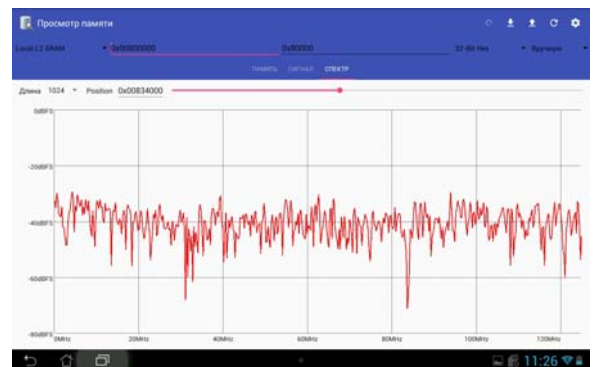 Просмотр памяти
Local L2 SRAM 0x00800000 0x80000 32-Bit Hex Вручную
ПАМЯТЬ СИГНАЛ СПЕКТР
Длина 1024 Position 0x00834000
0dBFS
-20dBFS
-40dBFS
-60dBFS
-80dBFS
0MHz 20MHz 40MHz 60MHz 80MHz 100MHz 120MHz
11:26